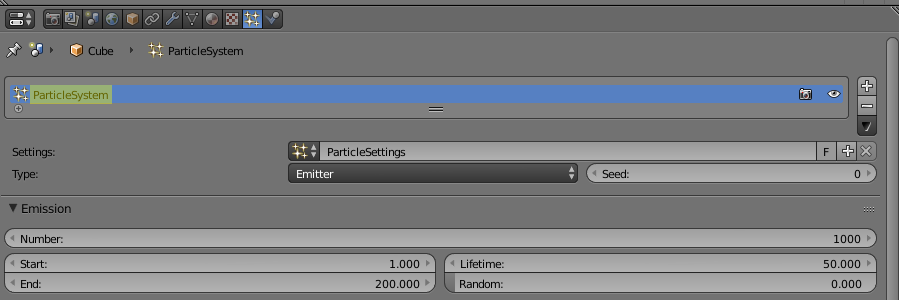 Cube ParticleSystem
ParticleSystem
Settings: ParticleSettings F
Type: Emitter Seed: 0
Emission
Number: 1000
Start: 1.000 Lifetime: 50.000
End: 200.000 Random: 0.000